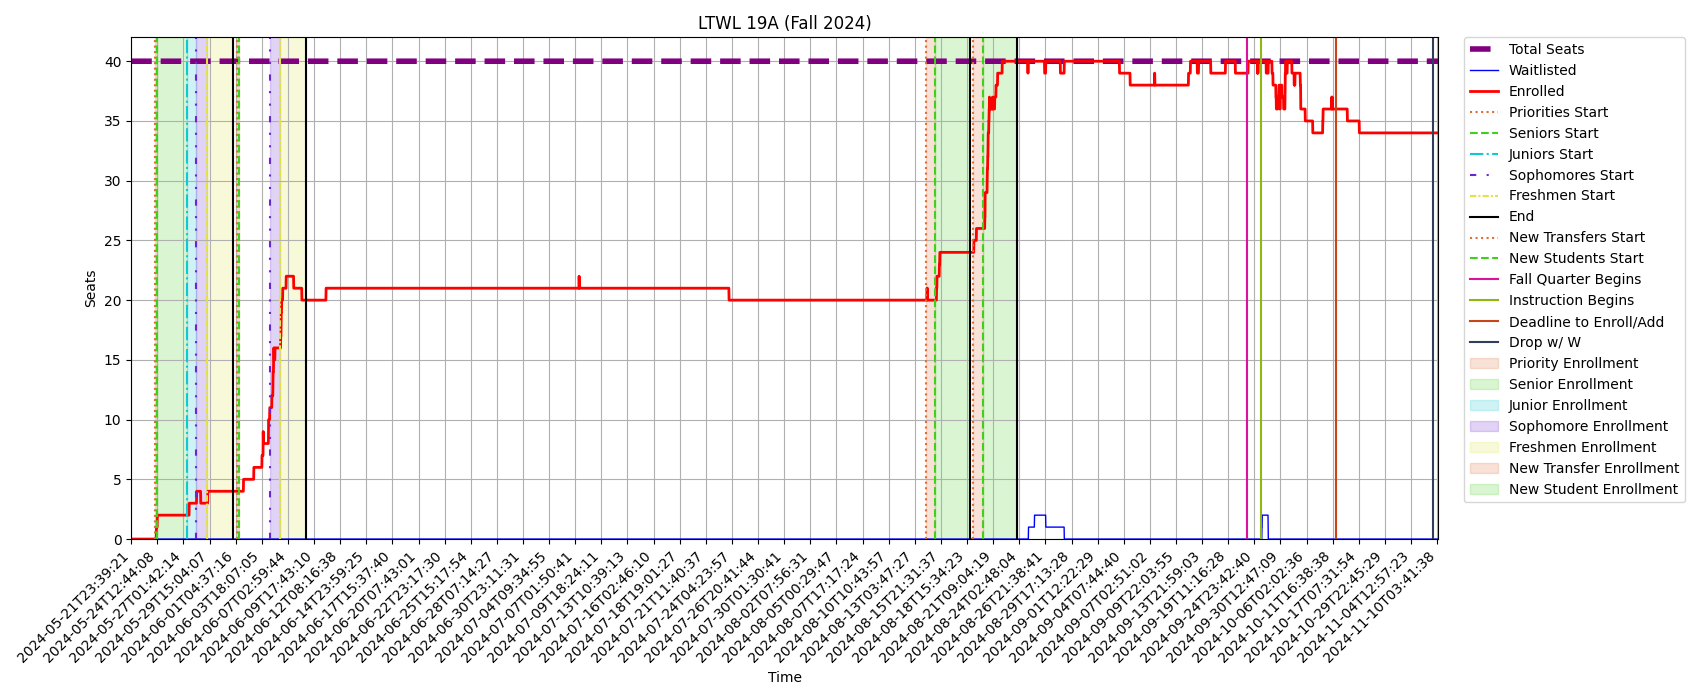 LTWL 19A (Fall 2024)
Seats
40
35
30
25
20
15
10
5
0
2024-05-21T23:39:21
2024-05-24T12:44:08
2024-05-27T01:42:14
2024-05-29T15:04:07
2024-06-01T04:37:16
2024-06-03T18:07:05
2024-06-07T02:59:44
2024-06-09T17:43:10
2024-06-12T08:16:38
2024-06-14T23:59:25
2024-06-17T15:37:40
2024-06-20T07:43:01
2024-06-22T23:17:30
2024-06-25T15:17:54
2024-06-28T07:14:27
2024-06-30T23:11:31
2024-07-04T09:34:55
2024-07-07T01:50:41
2024-07-09T18:24:11
2024-07-13T10:39:13
2024-07-16T02:46:10
2024-07-18T19:01:27
2024-07-21T11:40:37
2024-07-24T04:23:57
2024-07-26T20:41:44
2024-07-30T01:30:41
2024-08-02T07:56:31
2024-08-05T00:29:47
2024-08-07T17:17:24
2024-08-10T10:43:57
2024-08-13T03:47:27
2024-08-15T21:31:37
2024-08-18T15:34:23
2024-08-21T09:04:19
2024-08-24T02:48:04
2024-08-26T21:38:41
2024-08-29T17:13:28
2024-09-01T12:22:29
2024-09-04T07:44:40
2024-09-07T02:51:02
2024-09-09T22:03:55
2024-09-13T21:59:03
2024-09-19T11:16:28
2024-09-24T23:42:40
2024-09-30T12:47:09
2024-10-06T02:02:36
2024-10-11T16:38:38
2024-10-17T07:31:54
2024-10-29T22:45:29
2024-11-04T12:57:23
2024-11-10T03:41:38
Time
Total Seats
Waitlisted
Enrolled
Priorities Start
Seniors Start
Juniors Start
Sophomores Start
Freshmen Start
End
New Transfers Start
New Students Start
Fall Quarter Begins
Instruction Begins
Deadline to Enroll/Add
Drop w/ W
Priority Enrollment
Senior Enrollment
Junior Enrollment
Sophomore Enrollment
Freshmen Enrollment
New Transfer Enrollment
New Student Enrollment